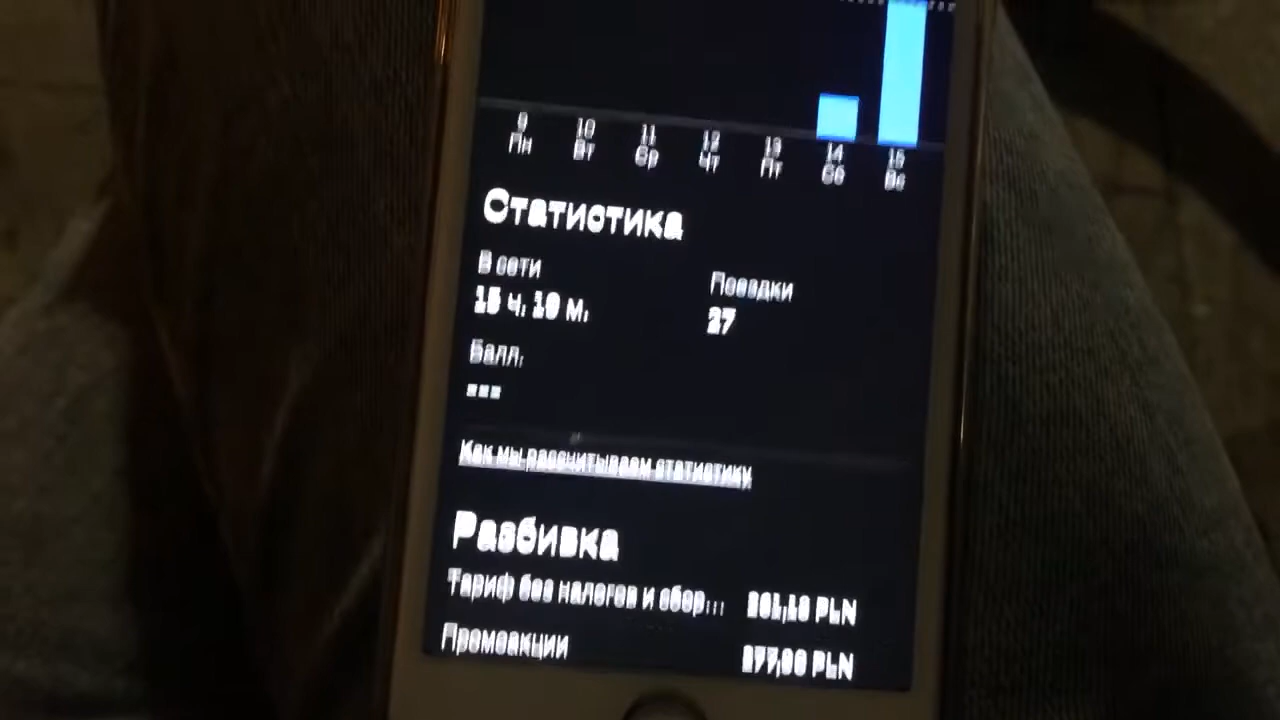 9 10 11 12 13 14 15
Пн Вт Ср Чт Пт Сб Вс
Статистика
В сети
Поездки
15 ч. 19 м.
27
Балл.
Как мы рассчитываем статистику
Разбивка
Тариф без налогов и сбор...
PLN
Промоакции
PLN